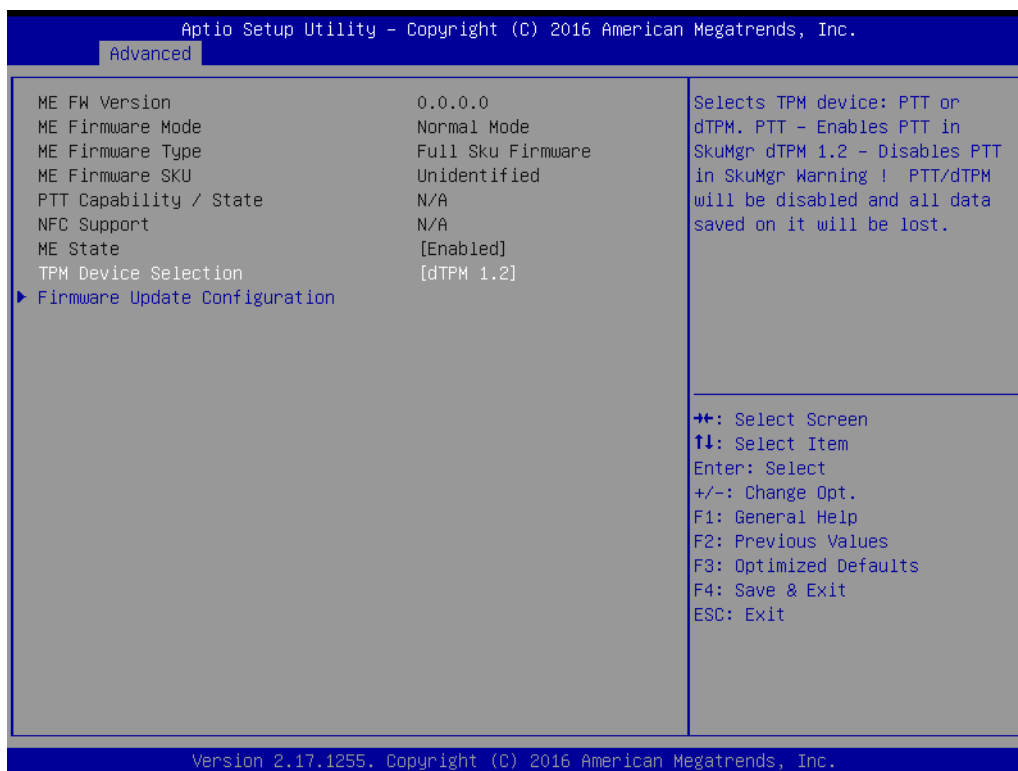 Aptio Setup Utility – Copyright (C) 2016 American Megatrends, Inc.
Advanced
ME FW Version 0.0.0.0
ME Firmware Mode Normal Mode
ME Firmware Type Full Sku Firmware
ME Firmware SKU Unidentified
PTT Capability / State N/A
NFC Support N/A
ME State [Enabled]
TPM Device Selection [dTPM 1.2]
Firmware Update Configuration
Selects TPM device: PTT or
dTPM. PTT – Enables PTT in
SkuMgr dTPM 1.2 – Disables PTT
in SkuMgr Warning ! PTT/dTPM
will be disabled and all data
saved on it will be lost.
→←: Select Screen
↑↓: Select Item
Enter: Select
+/-: Change Opt.
F1: General Help
F2: Previous Values
F3: Optimized Defaults
F4: Save & Exit
ESC: Exit
Version 2.17.1255. Copyright (C) 2016 American Megatrends, Inc.